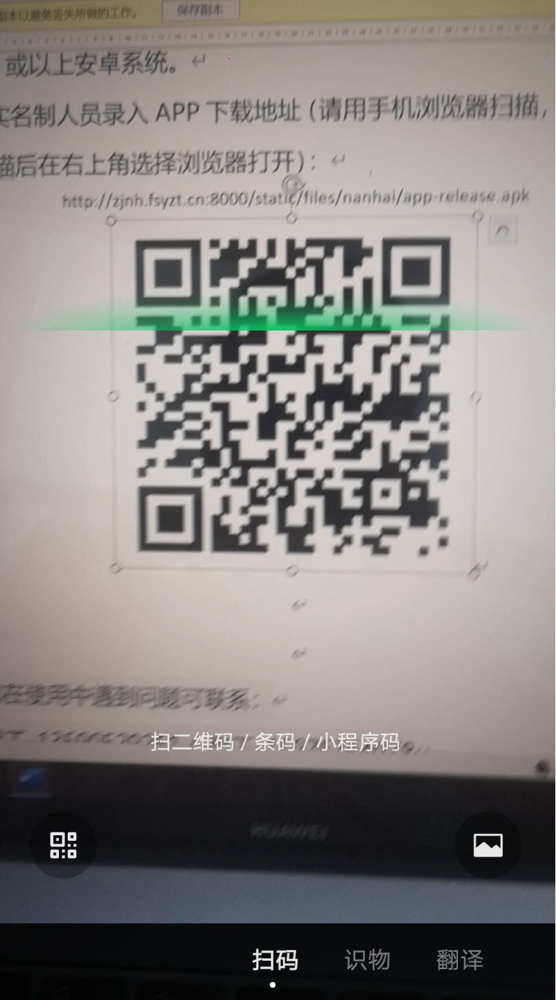 副本以避免丢失所做的工作。 保存副本
或以上安卓系统。
实名制人员录入 APP 下载地址（请用手机浏览器扫描，
描后在右上角选择浏览器打开）：
http://zjnh.fsyzt.cn:8000/static/files/nanhai/app-release.apk
在使用中遇到问题可联系：
扫二维码 / 条码 / 小程序码
HUAWEI
扫码 识物 翻译